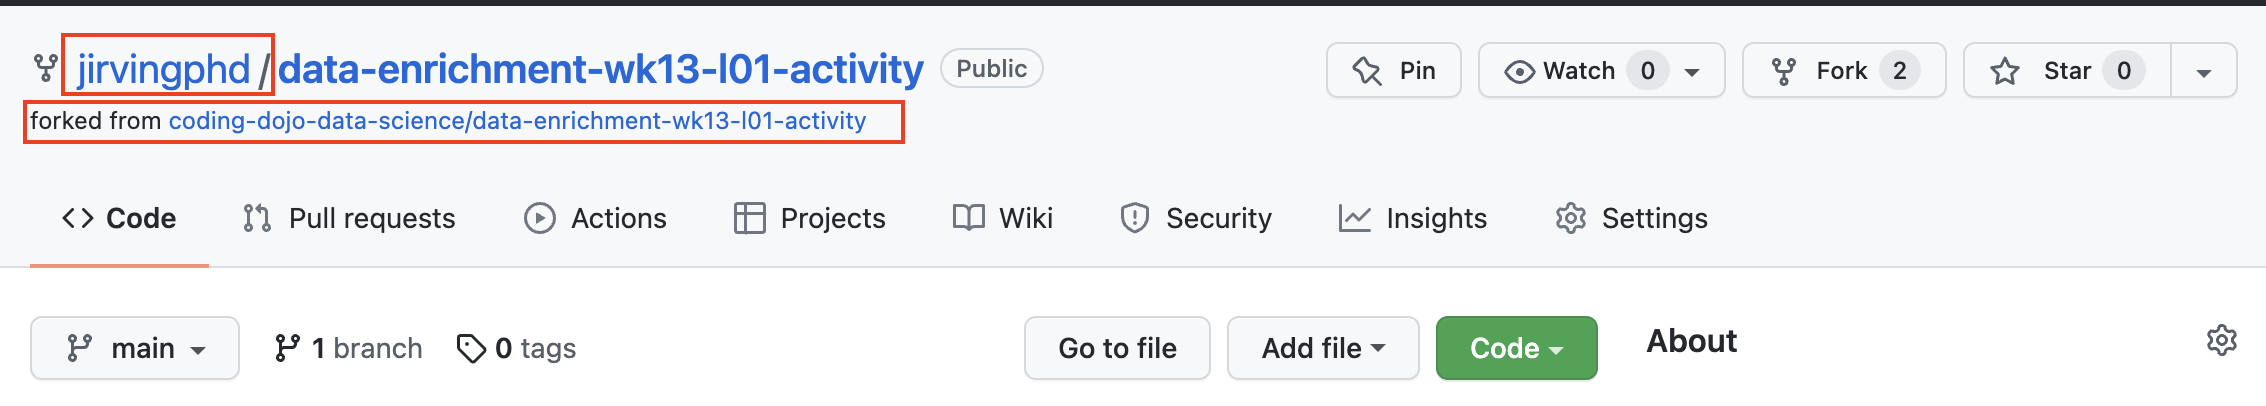 jirvingphd / data-enrichment-wk13-l01-activity Public Pin Watch 0 Fork 2 Star 0
forked from coding-dojo-data-science/data-enrichment-wk13-l01-activity
Code Pull requests Actions Projects Wiki Security Insights Settings
main 1 branch 0 tags Go to file Add file Code About